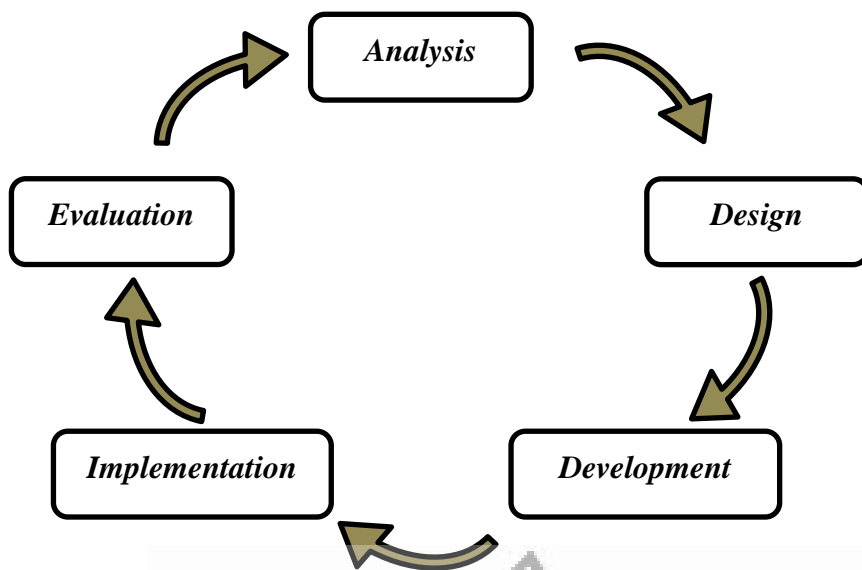 Analysis
Design
Development
Implementation
Evaluation